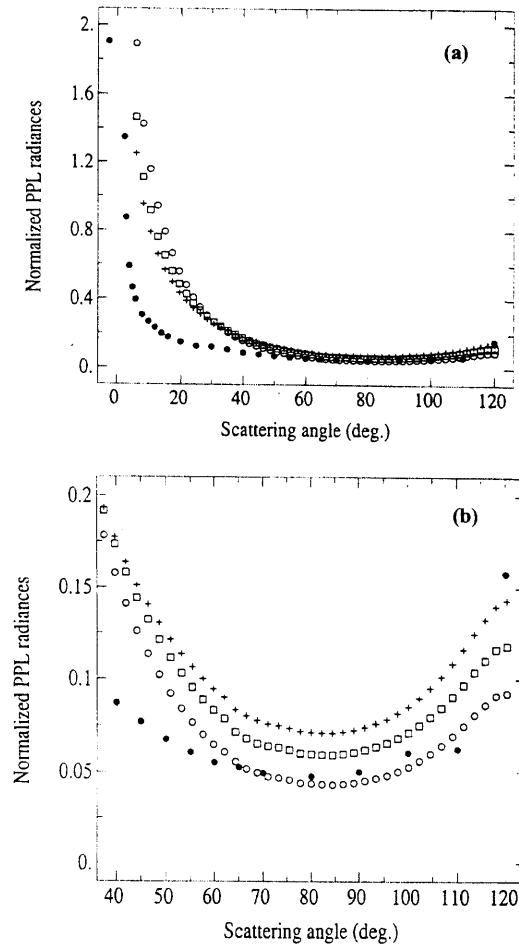 2.
(a)
1.6
1.2
0.8
0.4
0.
Normalized PPL radiances
0 20 40 60 80 100 120
Scattering angle (deg.)
0.2
(b)
0.15
0.1
0.05
0.
Normalized PPL radiances
40 50 60 70 80 90 100 110 120
Scattering angle (deg.)